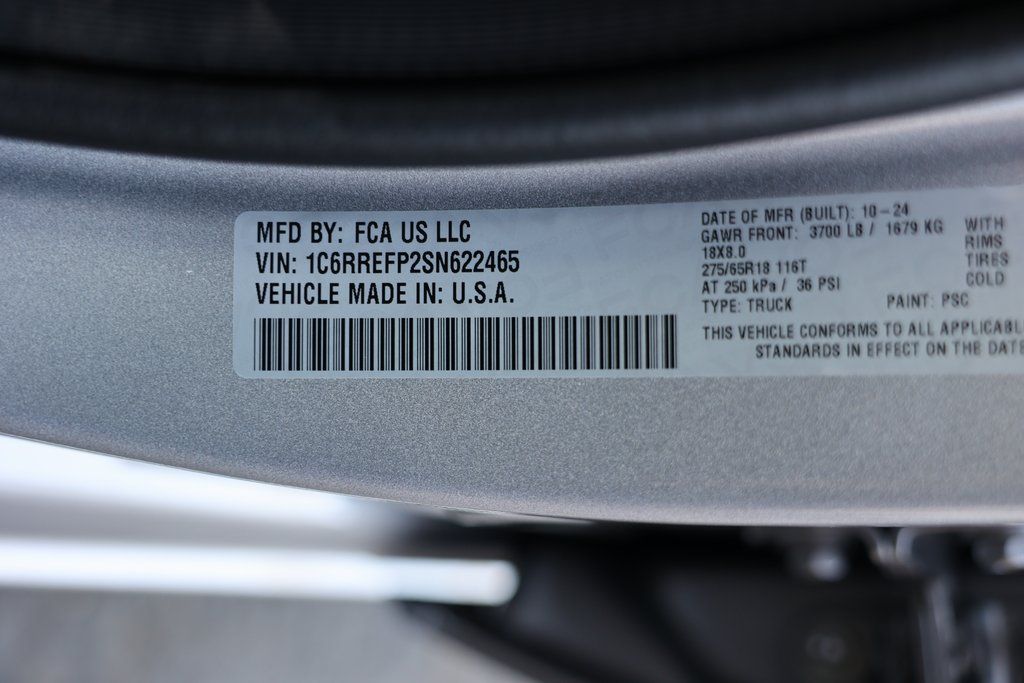 MFD BY: FCA US LLC
VIN: 1C6RREFP2SN622465
VEHICLE MADE IN: U.S.A.
DATE OF MFR (BUILT): 10-24
GAWR FRONT: 3700 LB / 1679 KG WITH
18X8.0 RIMS
275/65R18 116T TIRES
AT 250 kPa / 36 PSI COLD
TYPE: TRUCK PAINT: PSC
THIS VEHICLE CONFORMS TO ALL APPLICABL
STANDARDS IN EFFECT ON THE DATE